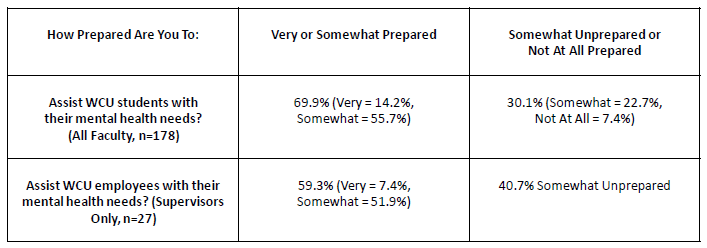 How Prepared Are You To:
Very or Somewhat Prepared
Somewhat Unprepared or
Not At All Prepared
Assist WCU students with
their mental health needs?
(All Faculty, n=178)
69.9% (Very = 14.2%,
Somewhat = 55.7%)
30.1% (Somewhat = 22.7%,
Not At All = 7.4%)
Assist WCU employees with their
mental health needs? (Supervisors
Only, n=27)
59.3% (Very = 7.4%,
Somewhat = 51.9%)
40.7% Somewhat Unprepared